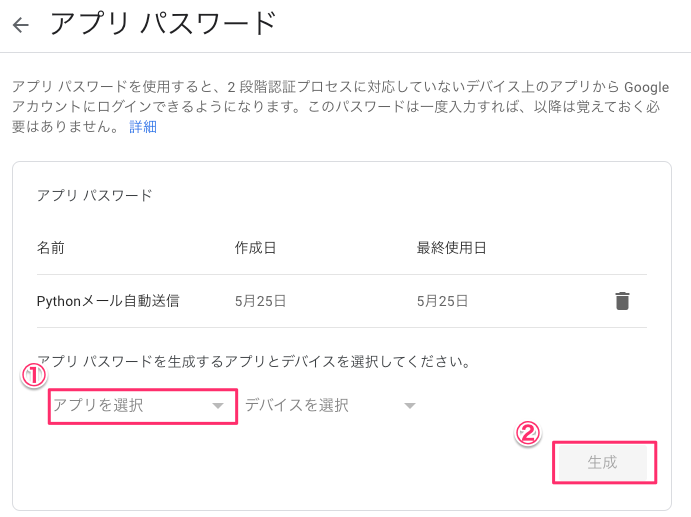 アプリ パスワード
アプリ パスワードを使用すると、2 段階認証プロセスに対応していないデバイス上のアプリから Google
アカウントにログインできるようになります。このパスワードは一度入力すれば、以降は覚えておく必
要はありません。 詳細
アプリ パスワード
名前 作成日 最終使用日
Pythonメール自動送信 5月25日 5月25日
アプリ パスワードを生成するアプリとデバイスを選択してください。
①
アプリを選択 デバイスを選択
②
生成